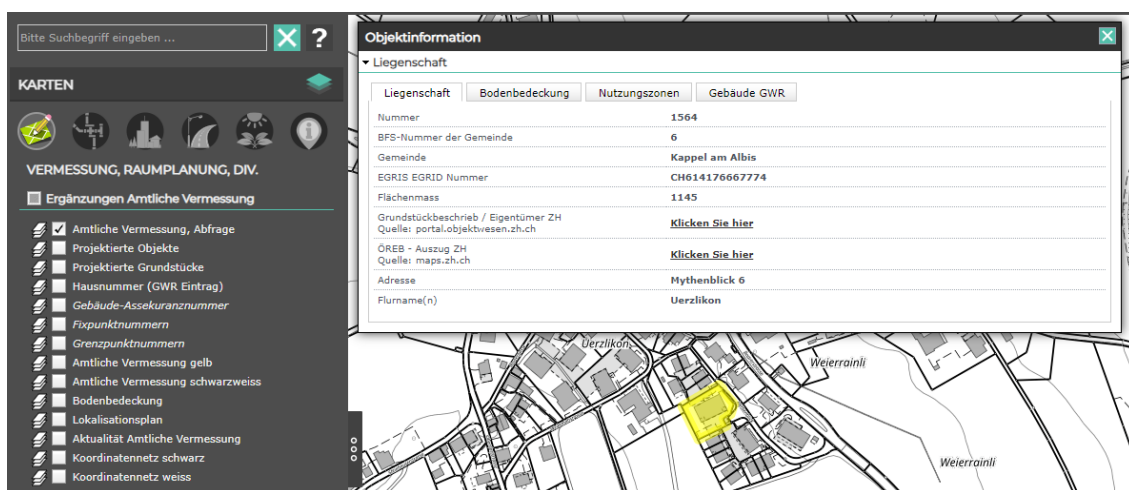 Bitte Suchbegriff eingeben ...
?
KARTEN
VERMESSUNG, RAUMPLANUNG, DIV.
Ergänzungen Amtliche Vermessung
Amtliche Vermessung, Abfrage
Projektierte Objekte
Projektierte Grundstücke
Hausnummer (GWR Eintrag)
Gebäude-Assekuranznummer
Fixpunktnummern
Grenzpunktnummern
Amtliche Vermessung gelb
Amtliche Vermessung schwarzweiss
Bodenbedeckung
Lokalisationsplan
Aktualität Amtliche Vermessung
Koordinatennetz schwarz
Koordinatennetz weiss
Objektinformation
Liegenschaft
Liegenschaft Bodenbedeckung Nutzungszonen Gebäude GWR
Nummer 1564
BFS-Nummer der Gemeinde 6
Gemeinde Kappel am Albis
EGRIS EGRID Nummer CH614176667774
Flächenmass 1145
Grundstückbeschrieb / Eigentümer ZH
Quelle: portal.objektwesen.zh.ch Klicken Sie hier
ÖREB - Auszug ZH
Quelle: maps.zh.ch Klicken Sie hier
Adresse Mythenblick 6
Flurname(n) Uerzlikon
Uerzlikon
Weierrainli
Weierrainli